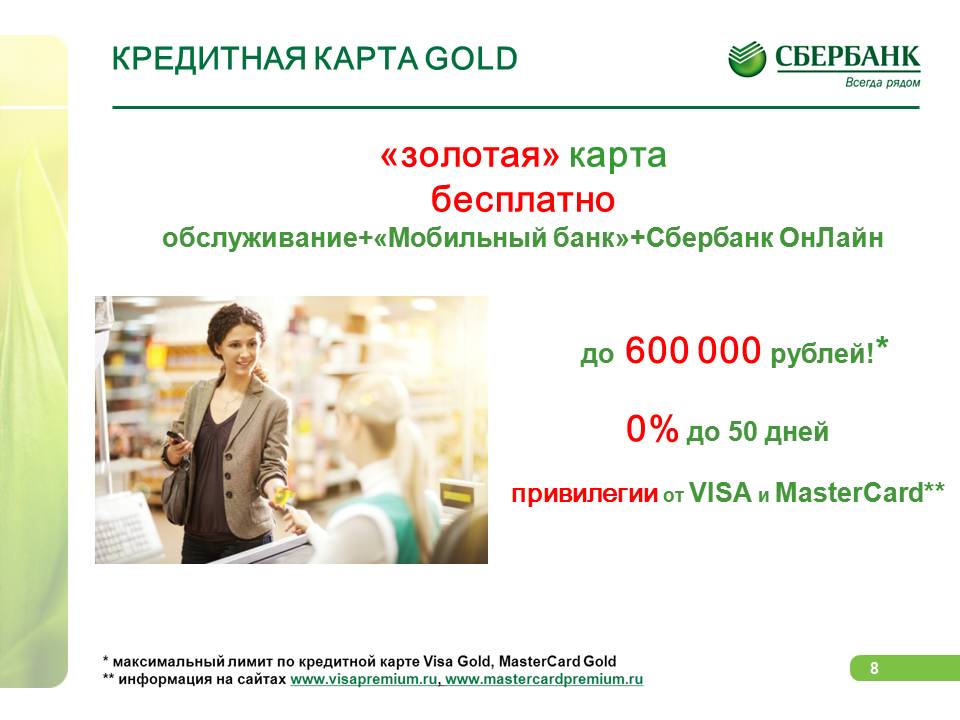 КРЕДИТНАЯ КАРТА GOLD
СБЕРБАНК
Всегда рядом
«золотая» карта
бесплатно
обслуживание+«Мобильный банк»+Сбербанк ОнЛайн
до 600 000 рублей!*
0% до 50 дней
привилегии от VISA и MasterCard**
* максимальный лимит по кредитной карте Visa Gold, MasterCard Gold
** информация на сайтах www.visapremium.ru, www.mastercardpremium.ru
8